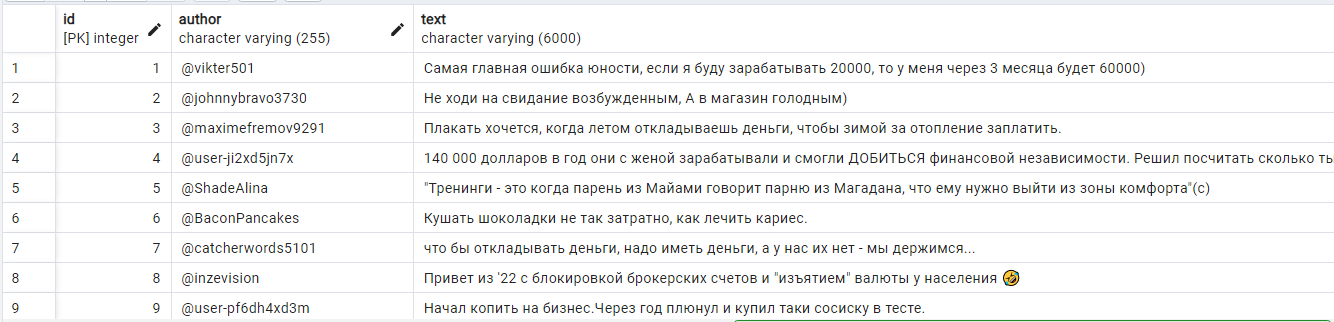 id author text
[PK] integer character varying (255) character varying (6000)
1 1 @vikter501 Самая главная ошибка юности, если я буду зарабатывать 20000, то у меня через 3 месяца будет 60000)
2 2 @johnnybravo3730 Не ходи на свидание возбужденным, А в магазин голодным)
3 3 @maximefremov9291 Плакать хочется, когда летом откладываешь деньги, чтобы зимой за отопление заплатить.
4 4 @user-ji2xd5jn7x 140 000 долларов в год они с женой зарабатывали и смогли ДОБИТЬСЯ финансовой независимости. Решил посчитать сколько ты
5 5 @ShadeAlina "Тренинги - это когда парень из Майами говорит парню из Магадана, что ему нужно выйти из зоны комфорта"(с)
6 6 @BaconPancakes Кушать шоколадки не так затратно, как лечить кариес.
7 7 @catcherwords5101 что бы откладывать деньги, надо иметь деньги, а у нас их нет - мы держимся...
8 8 @inzevision Привет из '22 с блокировкой брокерских счетов и "изъятием" валюты у населения 🤣
9 9 @user-pf6dh4xd3m Начал копить на бизнес.Через год плюнул и купил таки сосиску в тесте.